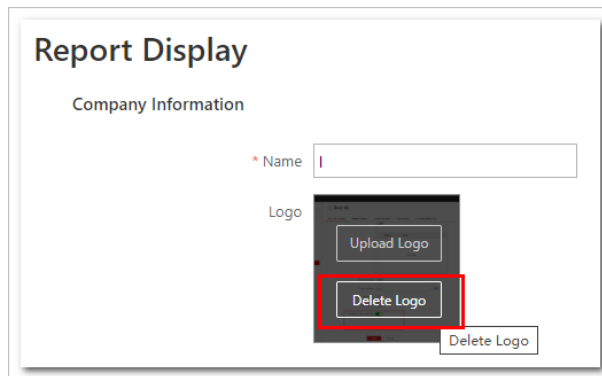 Report Display
Company Information
* Name
Logo
Upload Logo
Delete Logo
Delete Logo